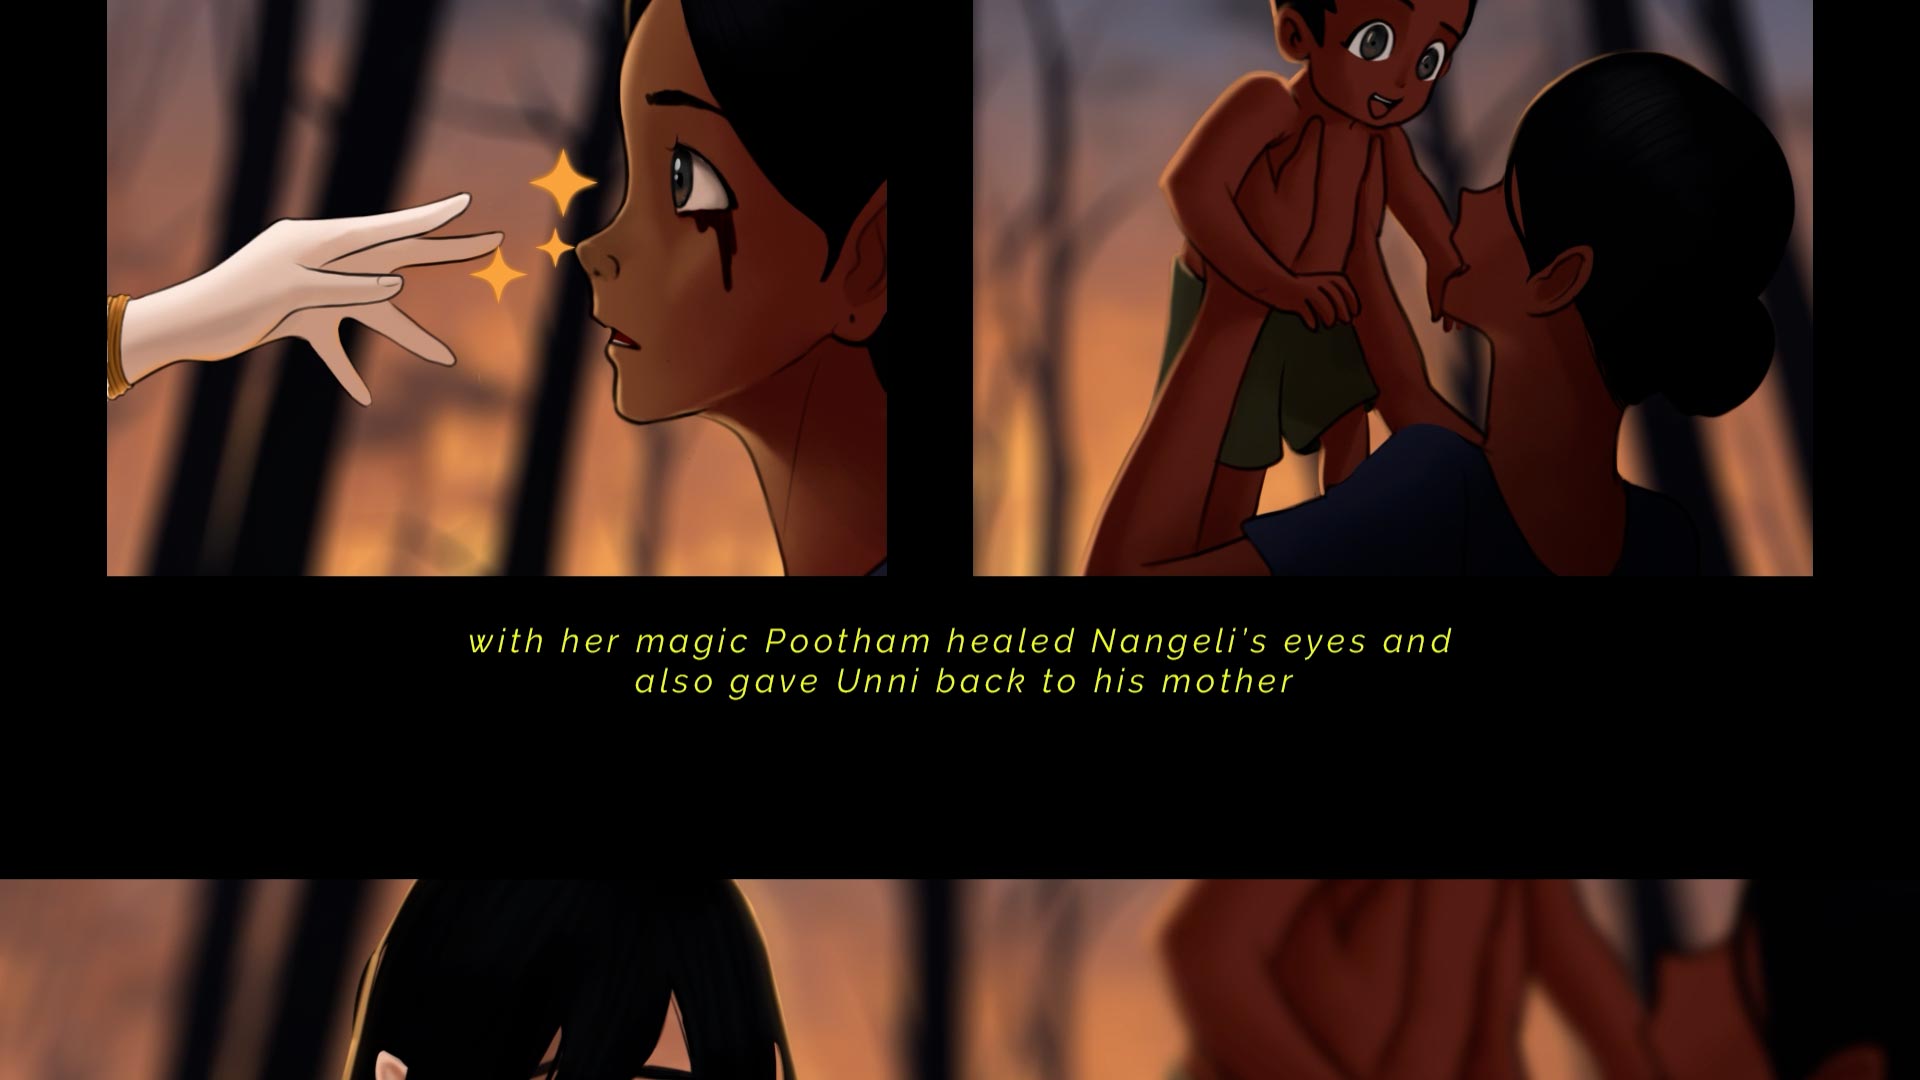 with her magic Pootham healed Nangeli’s eyes and
also gave Unni back to his mother